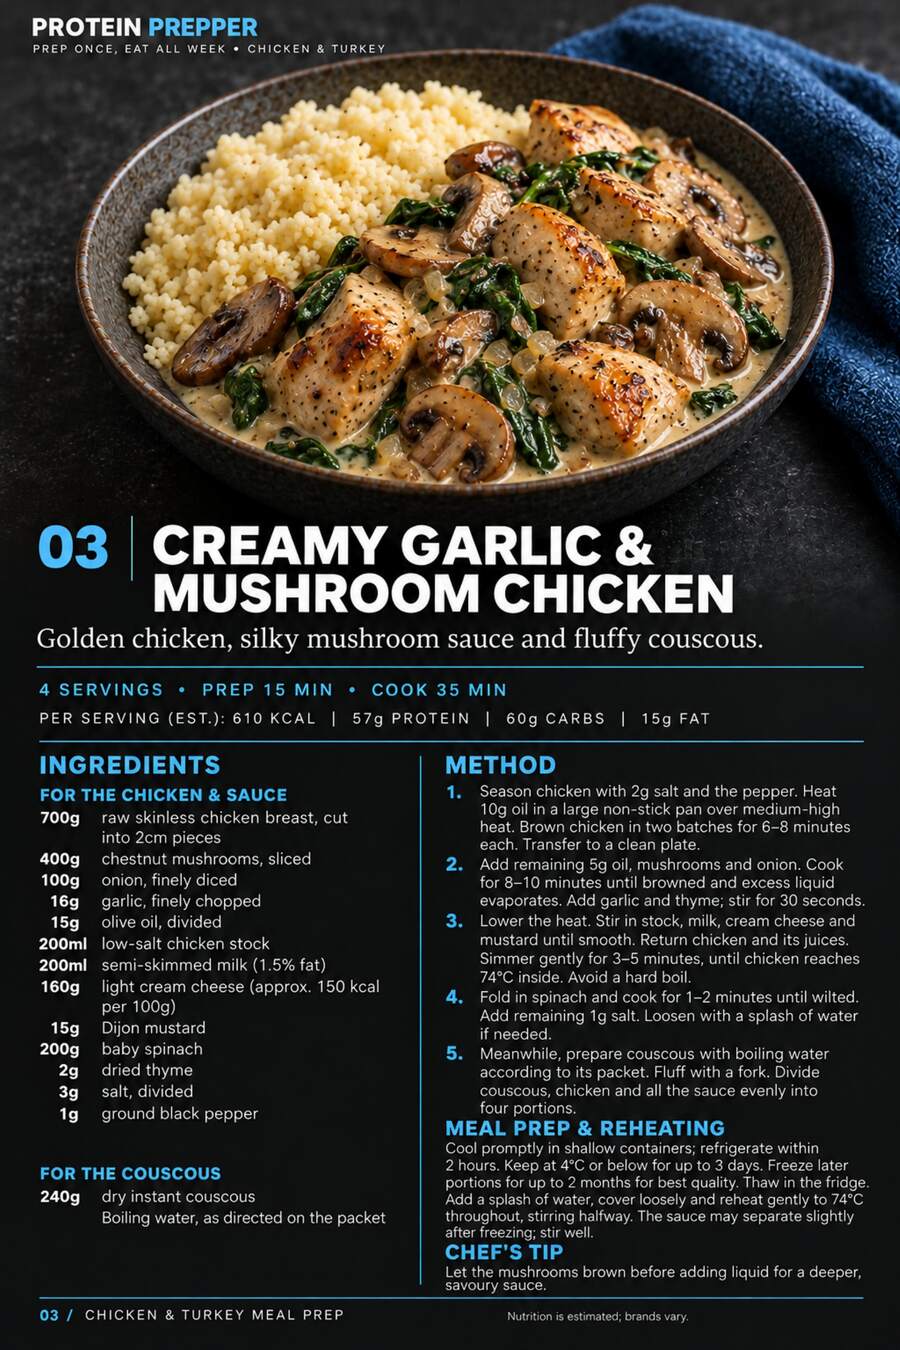 PROTEIN PREPPER
PREP ONCE, EAT ALL WEEK • CHICKEN & TURKEY
03
CREAMY GARLIC &
MUSHROOM CHICKEN
Golden chicken, silky mushroom sauce and fluffy couscous.
4 SERVINGS • PREP 15 MIN • COOK 35 MIN
PER SERVING (EST.): 610 KCAL | 57g PROTEIN | 60g CARBS | 15g FAT
INGREDIENTS
FOR THE CHICKEN & SAUCE
700g raw skinless chicken breast, cut
into 2cm pieces
400g chestnut mushrooms, sliced
100g onion, finely diced
16g garlic, finely chopped
15g olive oil, divided
200ml low-salt chicken stock
200ml semi-skimmed milk (1.5% fat)
160g light cream cheese (approx. 150 kcal
per 100g)
15g Dijon mustard
200g baby spinach
2g dried thyme
3g salt, divided
1g ground black pepper
FOR THE COUSCOUS
240g dry instant couscous
Boiling water, as directed on the packet
METHOD
1. Season chicken with 2g salt and the pepper. Heat
10g oil in a large non-stick pan over medium-high
heat. Brown chicken in two batches for 6–8 minutes
each. Transfer to a clean plate.
2. Add remaining 5g oil, mushrooms and onion. Cook
for 8–10 minutes until browned and excess liquid
evaporates. Add garlic and thyme; stir for 30 seconds.
3. Lower the heat. Stir in stock, milk, cream cheese and
mustard until smooth. Return chicken and its juices.
Simmer gently for 3–5 minutes, until chicken reaches
74°C inside. Avoid a hard boil.
4. Fold in spinach and cook for 1–2 minutes until wilted.
Add remaining 1g salt. Loosen with a splash of water
if needed.
5. Meanwhile, prepare couscous with boiling water
according to its packet. Fluff with a fork. Divide
couscous, chicken and all the sauce evenly into
four portions.
MEAL PREP & REHEATING
Cool promptly in shallow containers; refrigerate within
2 hours. Keep at 4°C or below for up to 3 days. Freeze later
portions for up to 2 months for best quality. Thaw in the fridge.
Add a splash of water, cover loosely and reheat gently to 74°C
throughout, stirring halfway. The sauce may separate slightly
after freezing; stir well.
CHEF'S TIP
Let the mushrooms brown before adding liquid for a deeper,
savoury sauce.
03 / CHICKEN & TURKEY MEAL PREP
Nutrition is estimated; brands vary.